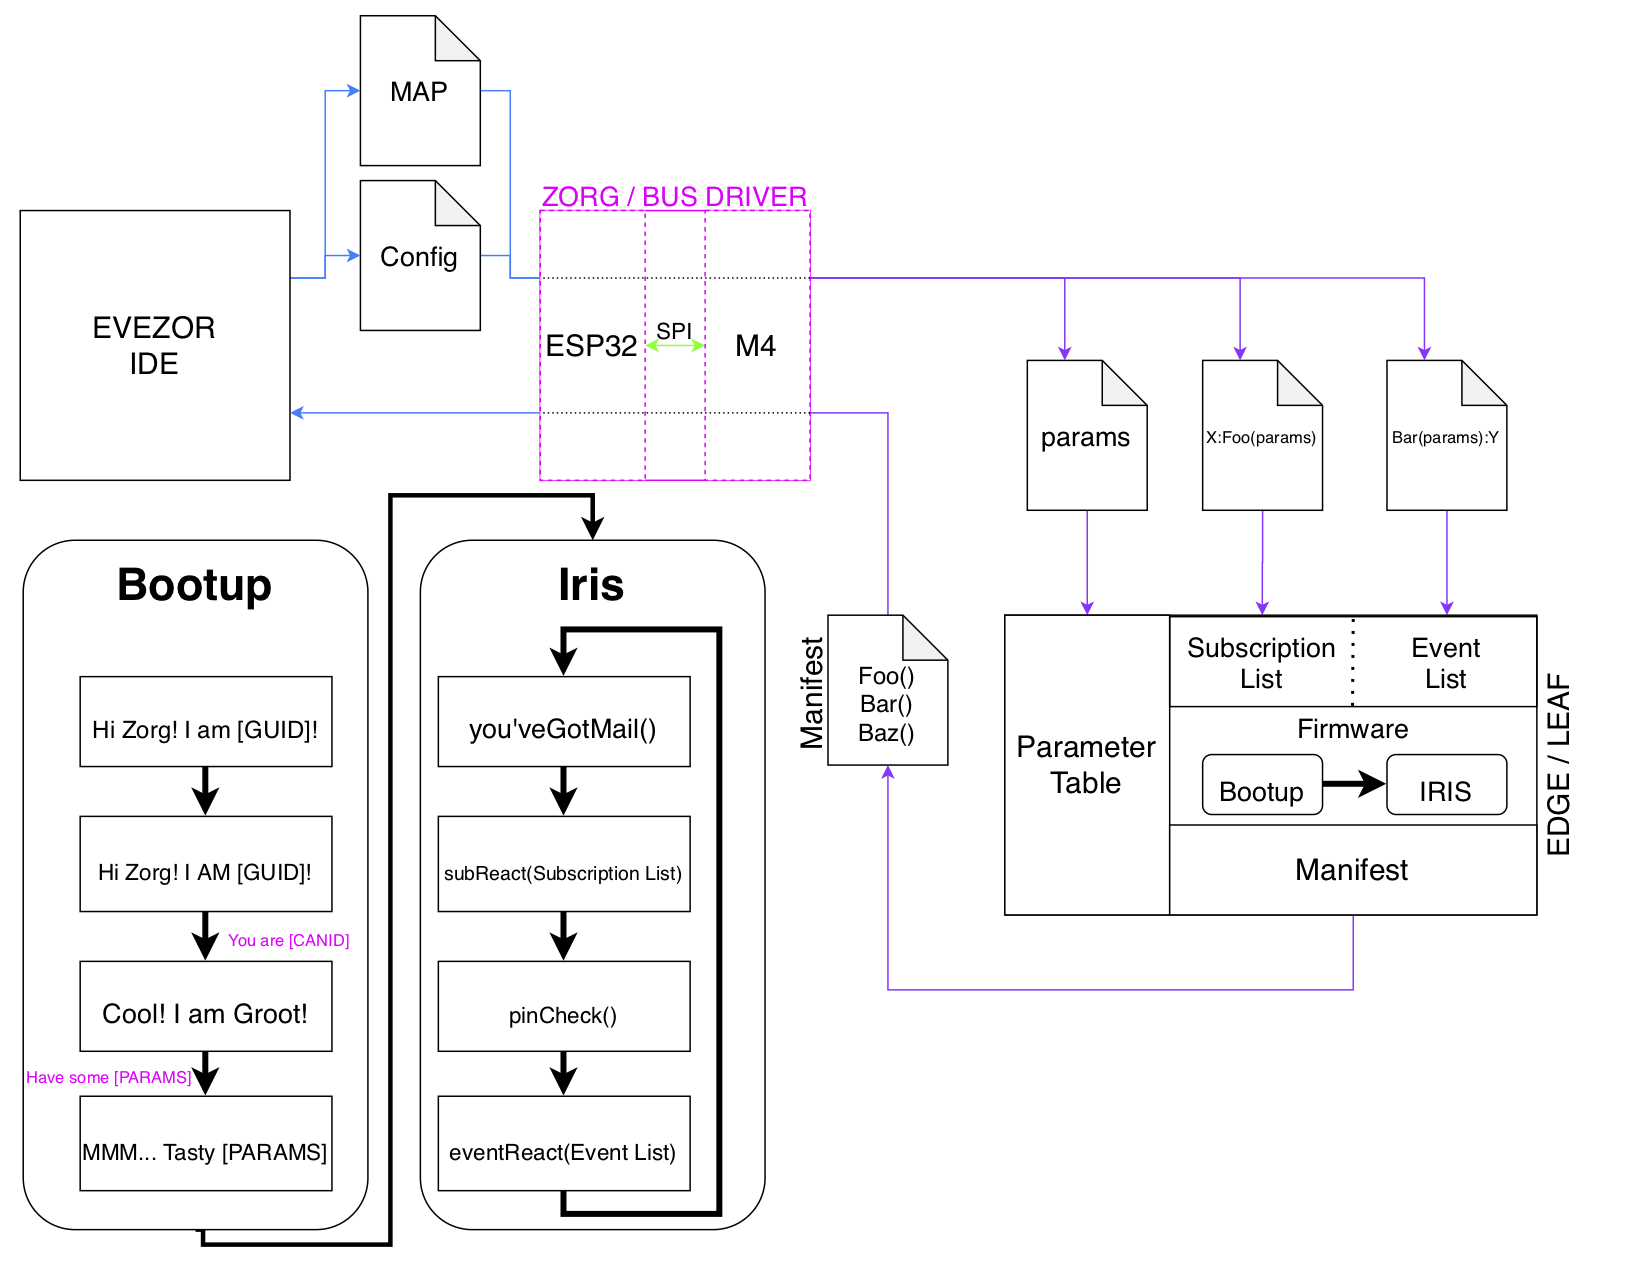 MAP
Config
ZORG / BUS DRIVER
EVEZOR
IDE
ESP32
SPI
M4
params
X:Foo(params)
Bar(params):Y
Bootup
Hi Zorg! I am [GUID]!
Hi Zorg! I AM [GUID]!
You are [CANID]
Cool! I am Groot!
Have some [PARAMS]
MMM... Tasty [PARAMS]
Iris
you'veGotMail()
subReact(Subscription List)
pinCheck()
eventReact(Event List)
Manifest
Foo()
Bar()
Baz()
Parameter
Table
Subscription
List
Event
List
Firmware
Bootup
IRIS
Manifest
EDGE / LEAF